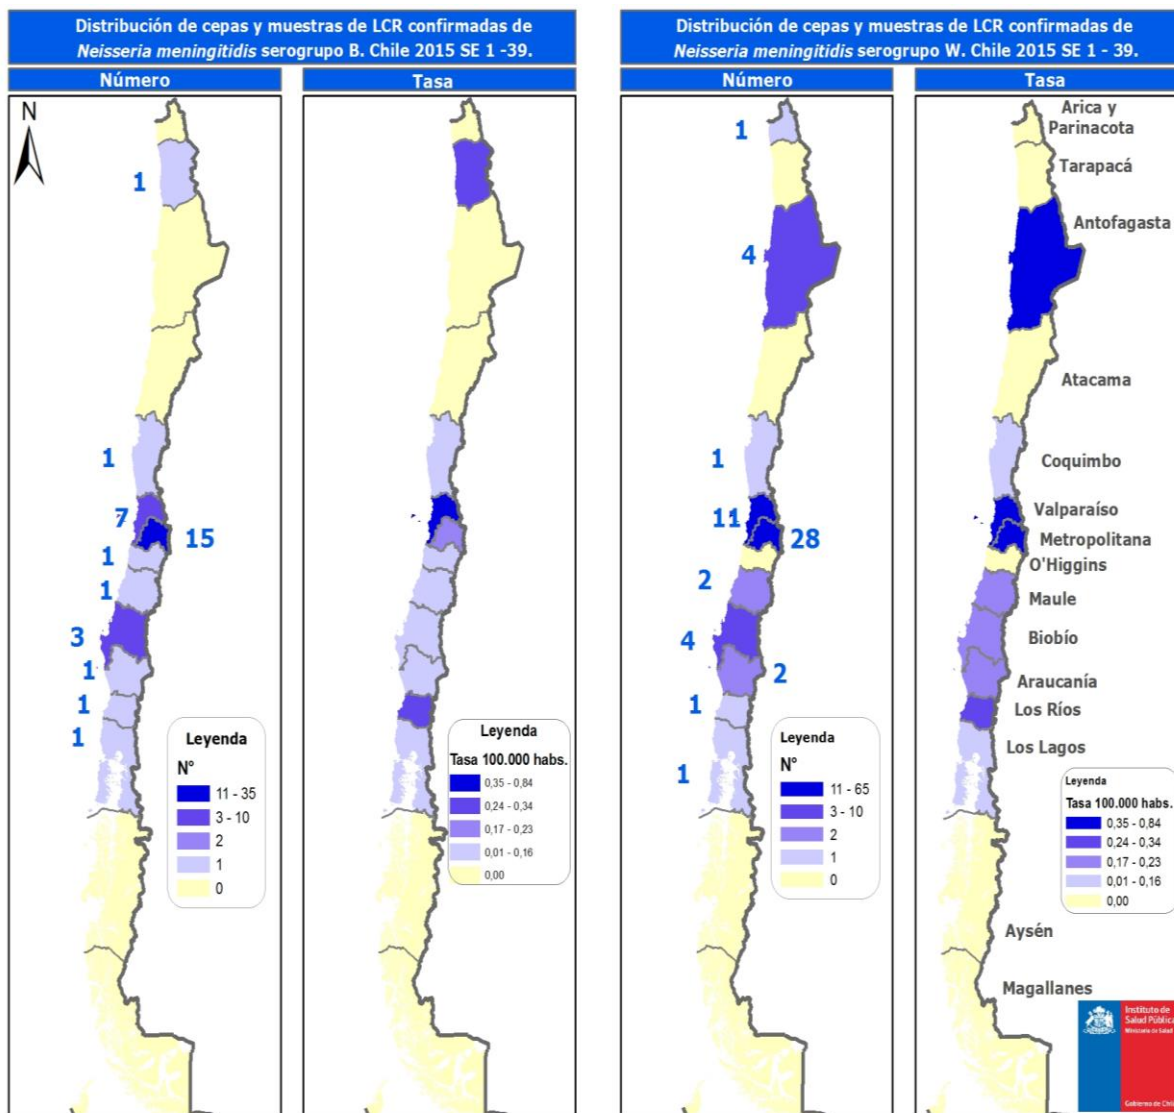 Distribución de cepas y muestras de LCR confirmadas de
Neisseria meningitidis serogrupo B. Chile 2015 SE 1 -39.
Número
Tasa
N
1
1
7
15
1
1
3
1
1
1
Leyenda
N°
11 - 35
3 - 10
2
1
0
Leyenda
Tasa 100.000 habs.
0,35 - 0,84
0,24 - 0,34
0,17 - 0,23
0,01 - 0,16
0,00
Distribución de cepas y muestras de LCR confirmadas de
Neisseria meningitidis serogrupo W. Chile 2015 SE 1 - 39.
Número
Tasa
1
4
1
11
28
2
4
2
1
1
Leyenda
N°
11 - 65
3 - 10
2
1
0
Arica y
Parinacota
Tarapacá
Antofagasta
Atacama
Coquimbo
Valparaíso
Metropolitana
O'Higgins
Maule
Biobío
Araucanía
Los Ríos
Los Lagos
Leyenda
Tasa 100.000 habs.
0,35 - 0,84
0,24 - 0,34
0,17 - 0,23
0,01 - 0,16
0,00
Aysén
Magallanes
Instituto de
Salud Pública
Ministerio de Salud
Gobierno de Chile